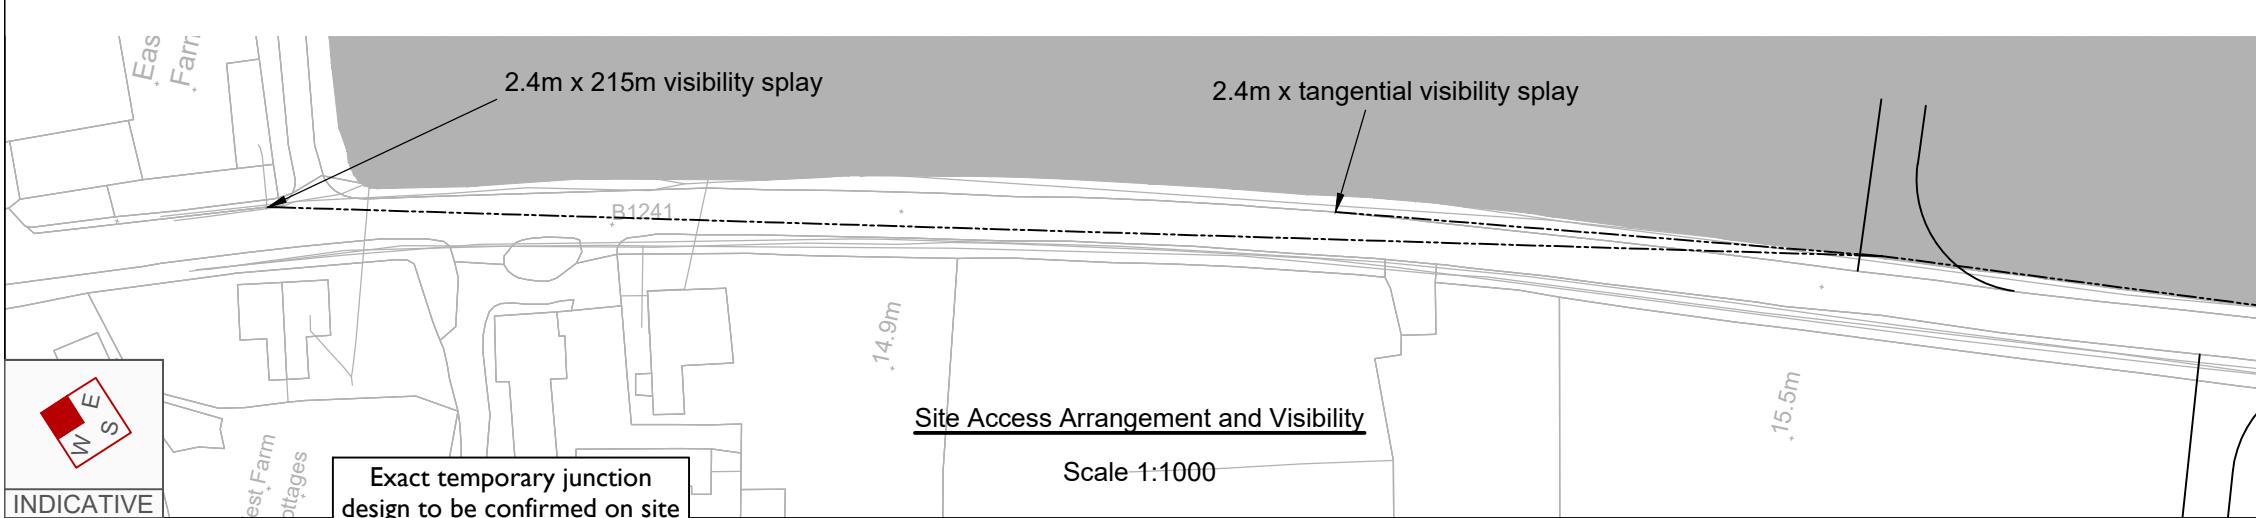 2.4m x 215m visibility splay
2.4m x tangential visibility splay
B1241
14.9m
15.5m
Site Access Arrangement and Visibility
Scale 1:1000
E
S
W
INDICATIVE
Exact temporary junction
design to be confirmed on site